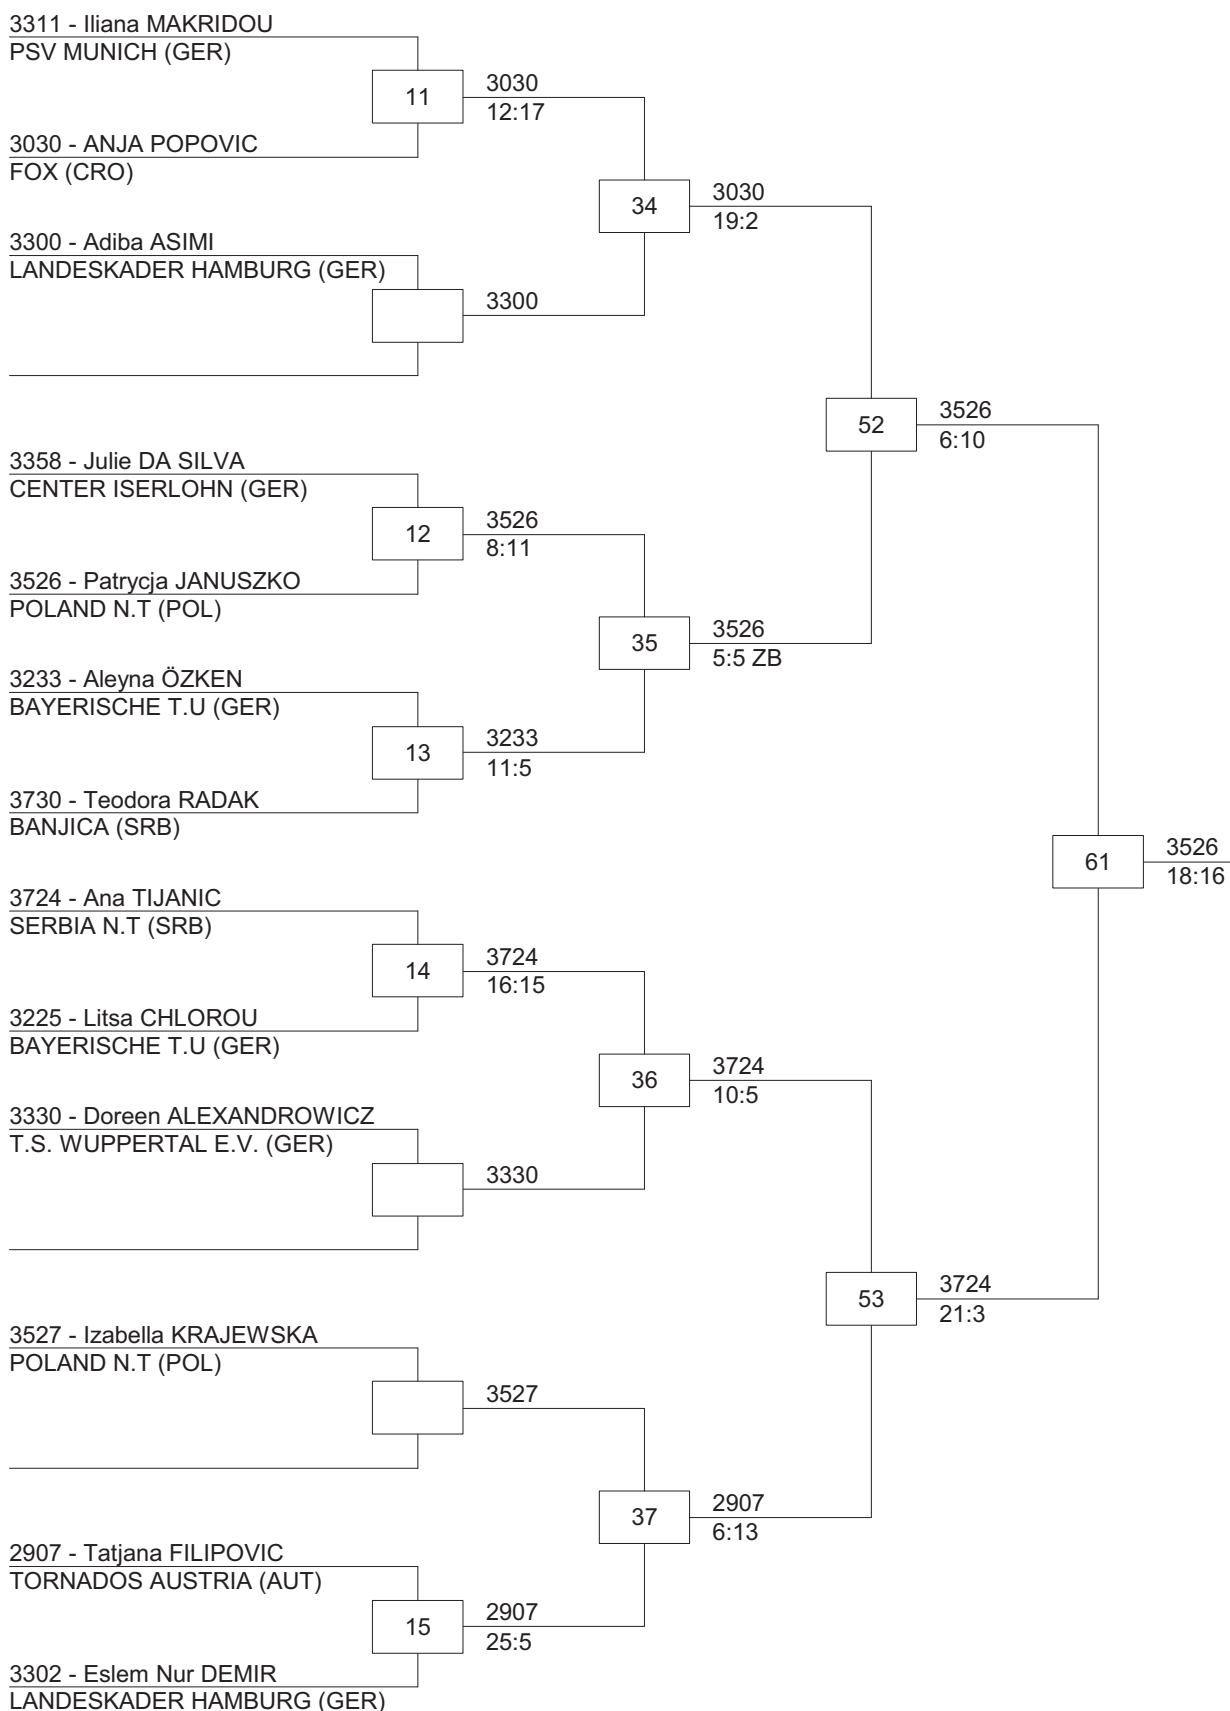 3311 - Iliana MAKRIDOU
PSV MUNICH (GER)
11
3030
12:17
3030 - ANJA POPOVIC
FOX (CRO)
34
3030
19:2
3300 - Adiba ASIMI
LANDESKADER HAMBURG (GER)
3300
52
3526
6:10
3358 - Julie DA SILVA
CENTER ISERLOHN (GER)
12
3526
8:11
3526 - Patrycja JANUSZKO
POLAND N.T (POL)
35
3526
5:5 ZB
3233 - Aleyna ÖZKEN
BAYERISCHE T.U (GER)
13
3233
11:5
3730 - Teodora RADAK
BANJICA (SRB)
61
3526
18:16
3724 - Ana TIJANIC
SERBIA N.T (SRB)
14
3724
16:15
3225 - Litsa CHLOROU
BAYERISCHE T.U (GER)
36
3724
10:5
3330 - Doreen ALEXANDROWICZ
T.S. WUPPERTAL E.V. (GER)
3330
53
3724
21:3
3527 - Izabella KRAJEWSKA
POLAND N.T (POL)
3527
37
2907
6:13
2907 - Tatjana FILIPOVIC
TORNADOS AUSTRIA (AUT)
15
2907
25:5
3302 - Eslem Nur DEMIR
LANDESKADER HAMBURG (GER)